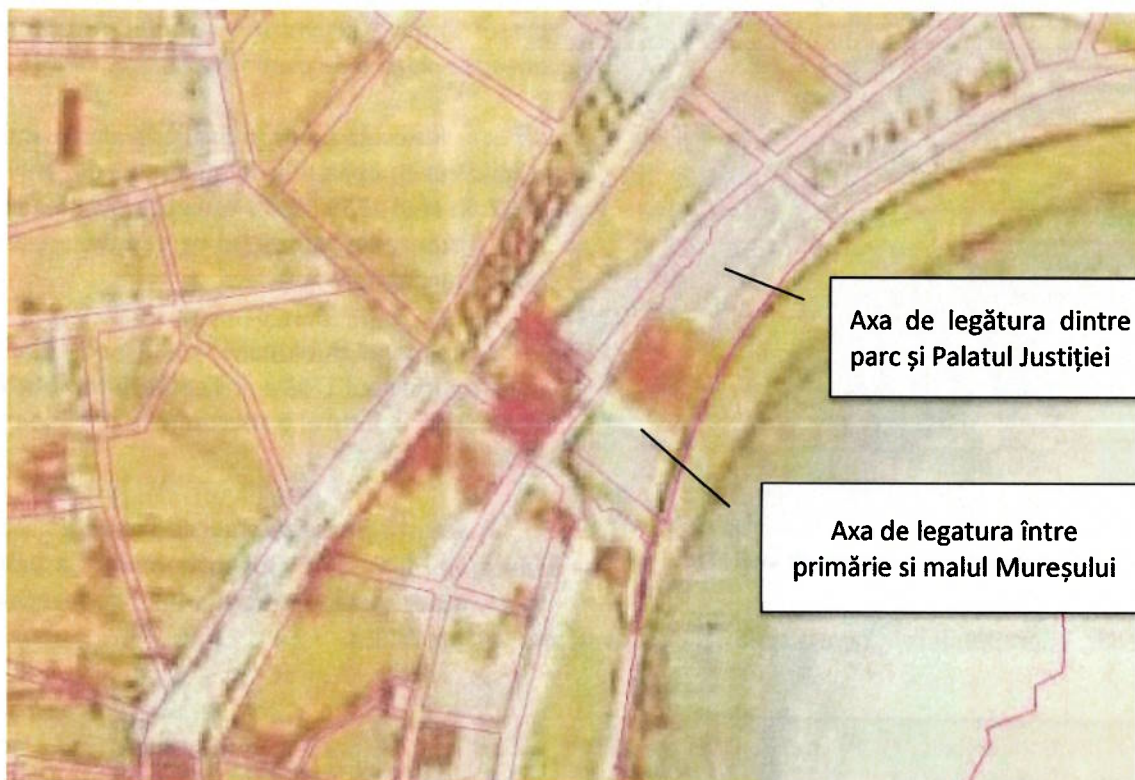 Axa de legătura dintre
parc și Palatul Justiției
Axa de legatura între
primărie si malul Mureșului